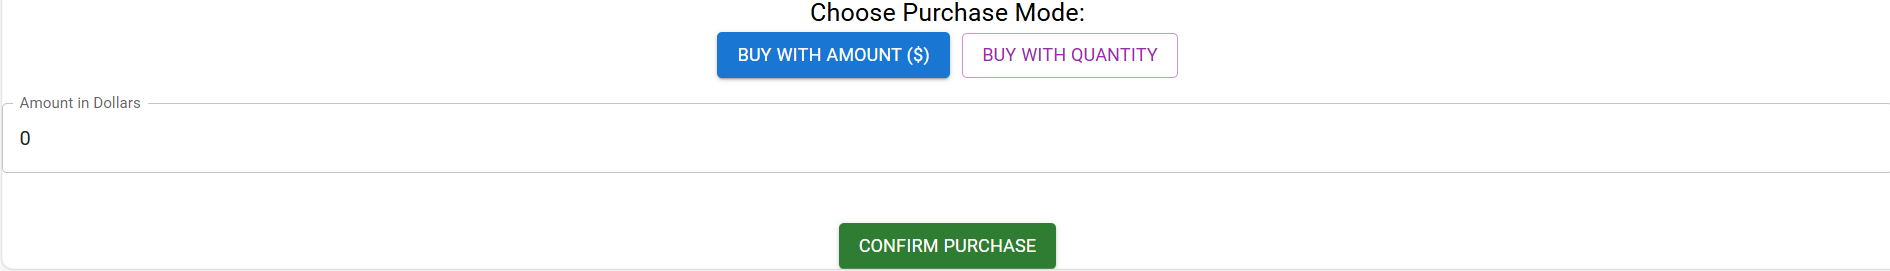 Choose Purchase Mode:
BUY WITH AMOUNT ($) BUY WITH QUANTITY
Amount in Dollars
0
CONFIRM PURCHASE